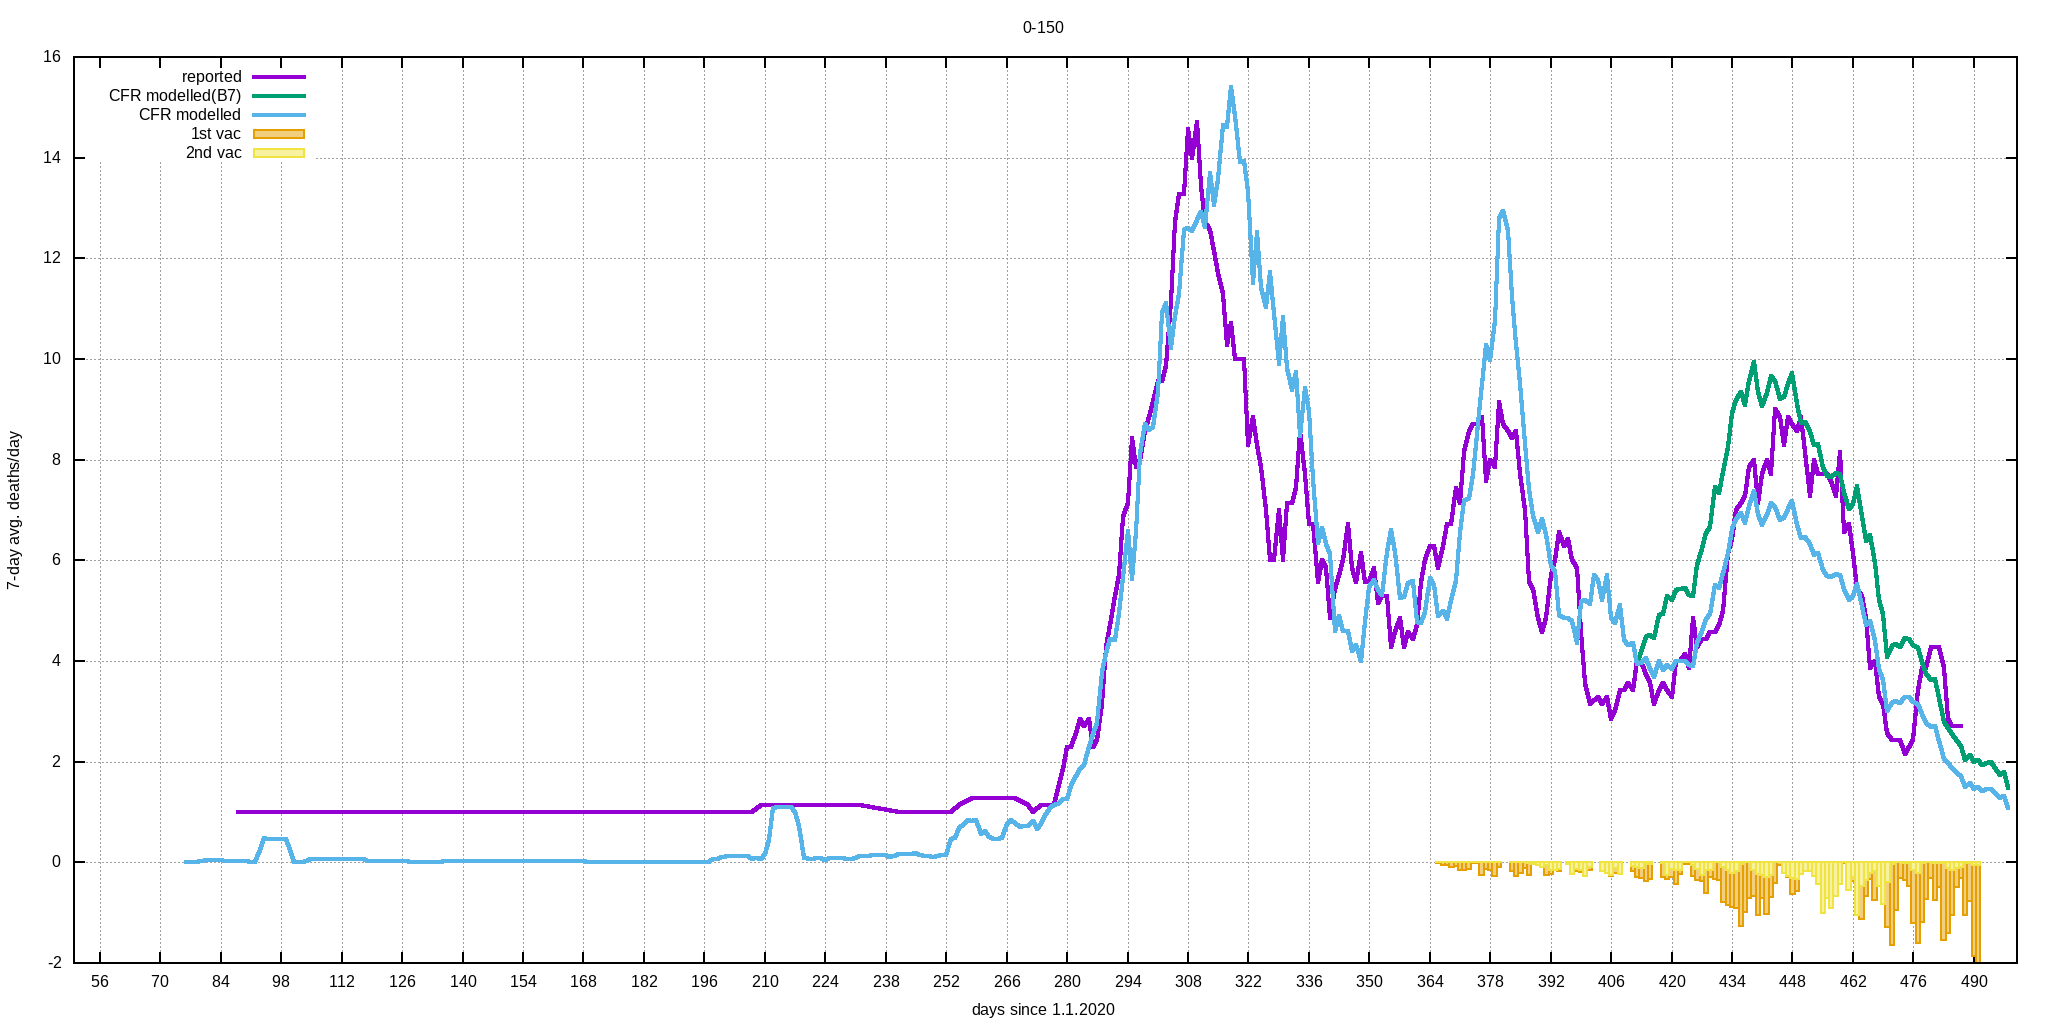 0-150
reported
CFR modelled(B7)
CFR modelled
1st vac
2nd vac
16
14
12
10
8
6
4
2
0
-2
7-day avg. deaths/day
56 70 84 98 112 126 140 154 168 182 196 210 224 238 252 266 280 294 308 322 336 350 364 378 392 406 420 434 448 462 476 490
days since 1.1.2020